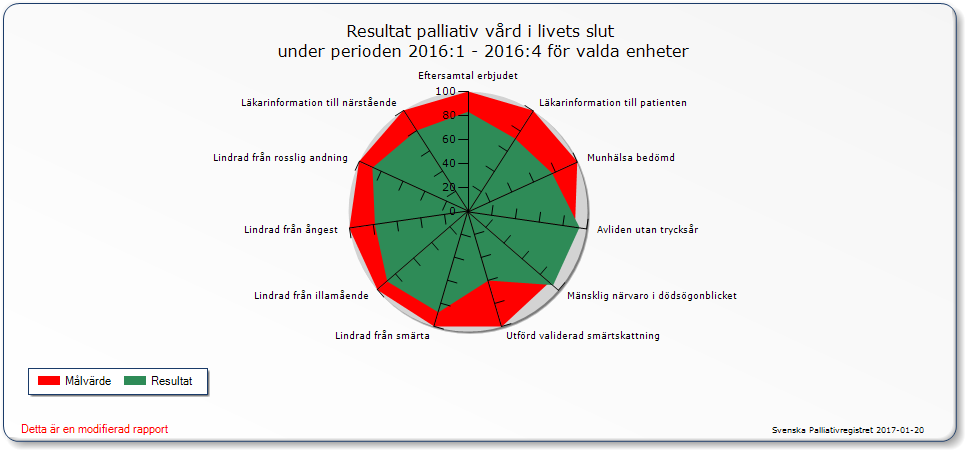 Resultat palliativ vård i livets slut
under perioden 2016:1 - 2016:4 för valda enheter
Eftersamtal erbjudet
Läkarinformation till närstående
100
Läkarinformation till patienten
80
60
Lindrad från rosslig andning
Munhälsa bedömd
40
20
0
Lindrad från ångest
Avliden utan trycksår
Lindrad från illamående
Mänsklig närvaro i dödsögonblicket
Lindrad från smärta
Utförd validerad smärtskattning
Målvärde
Resultat
Detta är en modifierad rapport
Svenska Palliativregistret 2017-01-20